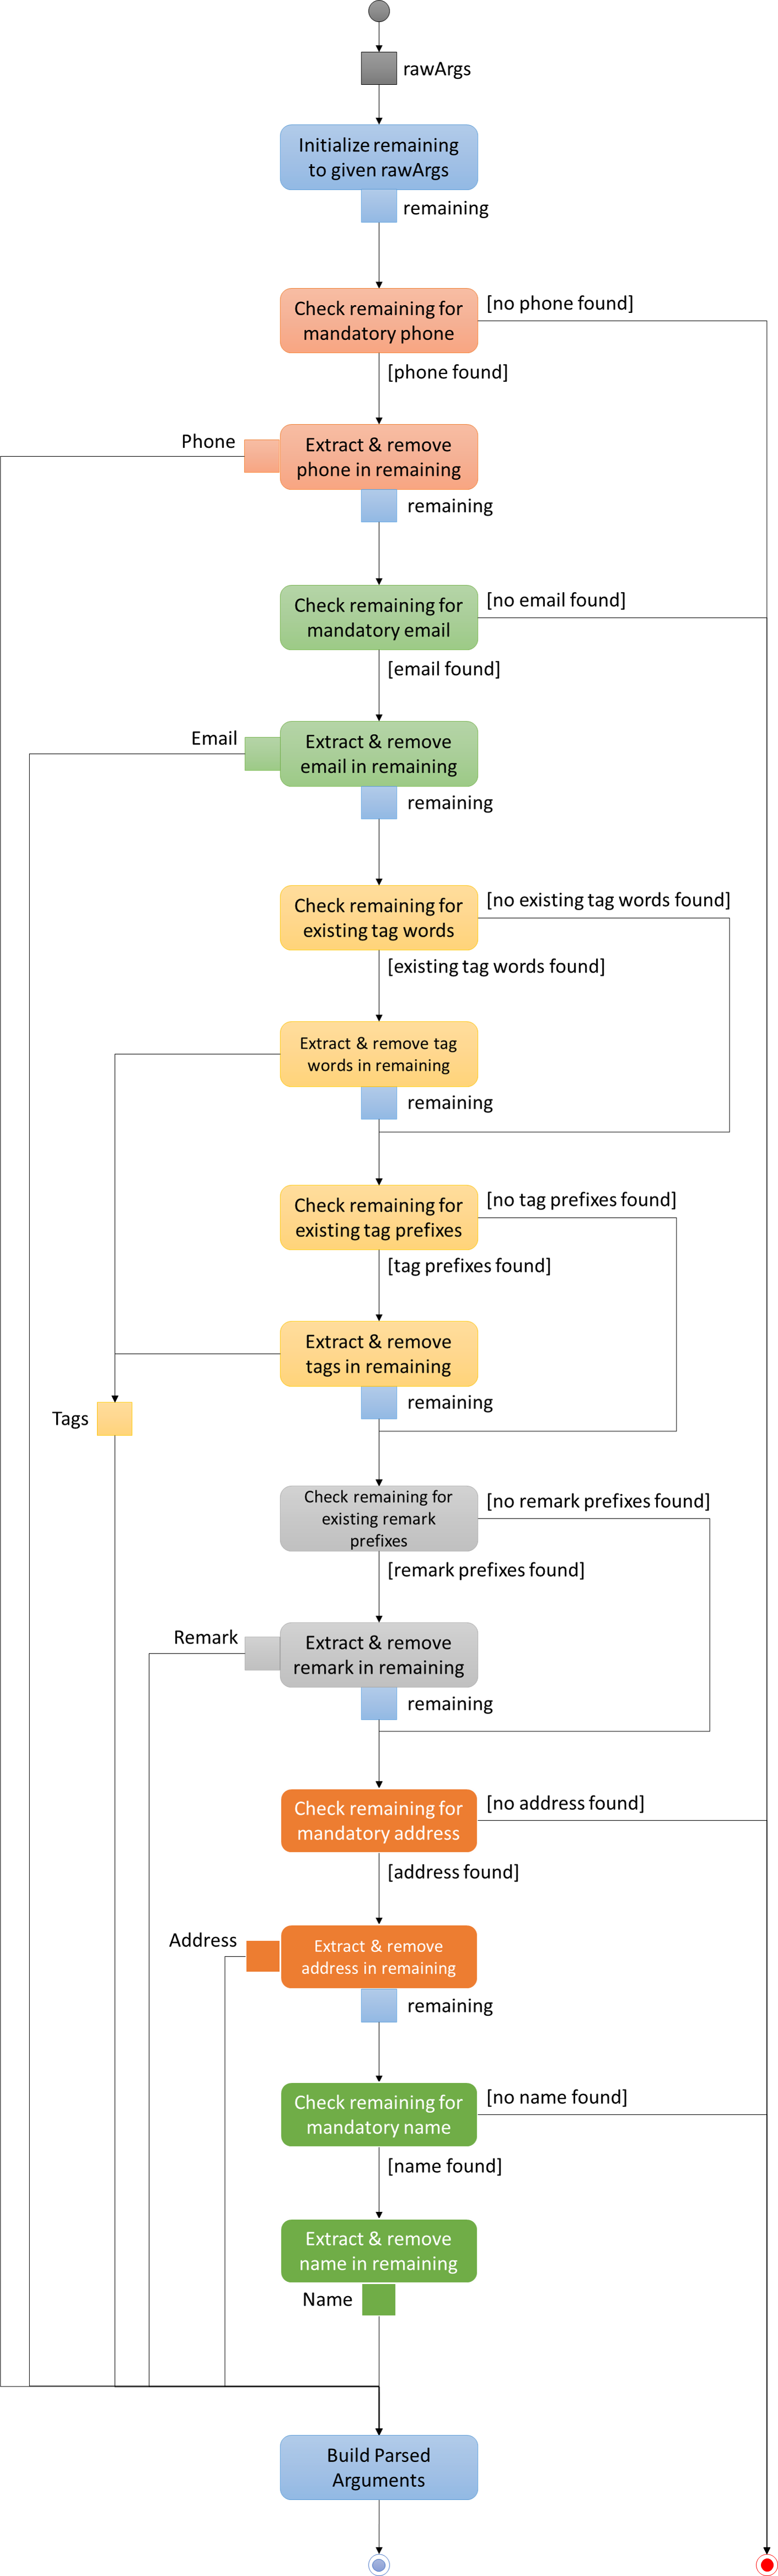 rawArgs
Initialize remaining
to given rawArgs
remaining
Check remaining for
mandatory phone
[no phone found]
[phone found]
Phone
Extract & remove
phone in remaining
remaining
Check remaining for
mandatory email
[no email found]
[email found]
Email
Extract & remove
email in remaining
remaining
Check remaining for
existing tag words
[no existing tag words found]
[existing tag words found]
Extract & remove tag
words in remaining
remaining
Check remaining for
existing tag prefixes
[no tag prefixes found]
[tag prefixes found]
Extract & remove
tags in remaining
remaining
Tags
Check remaining for
existing remark
prefixes
[no remark prefixes found]
[remark prefixes found]
Remark
Extract & remove
remark in remaining
remaining
Check remaining for
mandatory address
[no address found]
[address found]
Address
Extract & remove
address in remaining
remaining
Check remaining for
mandatory name
[no name found]
[name found]
Extract & remove
name in remaining
Name
Build Parsed
Arguments